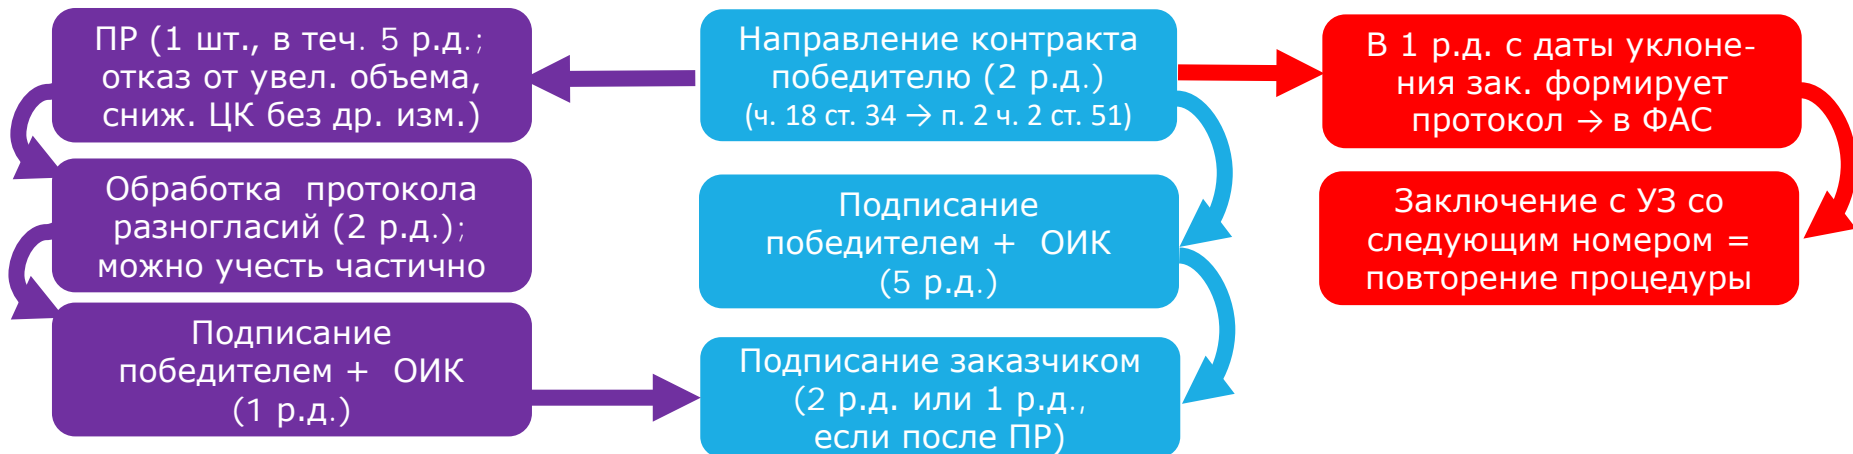 ПР (1 шт., в теч. 5 р.д.;
отказ от увел. объема,
сниж. ЦК без др. изм.)
Обработка протокола
разногласий (2 р.д.);
можно учесть частично
Подписание
победителем + ОИК
(1 р.д.)
Направление контракта
победителю (2 р.д.)
(ч. 18 ст. 34 → п. 2 ч. 2 ст. 51)
Подписание
победителем + ОИК
(5 р.д.)
Подписание заказчиком
(2 р.д. или 1 р.д.,
если после ПР)
В 1 р.д. с даты уклоне-
ния зак. формирует
протокол → в ФАС
Заключение с УЗ со
следующим номером =
повторение процедуры